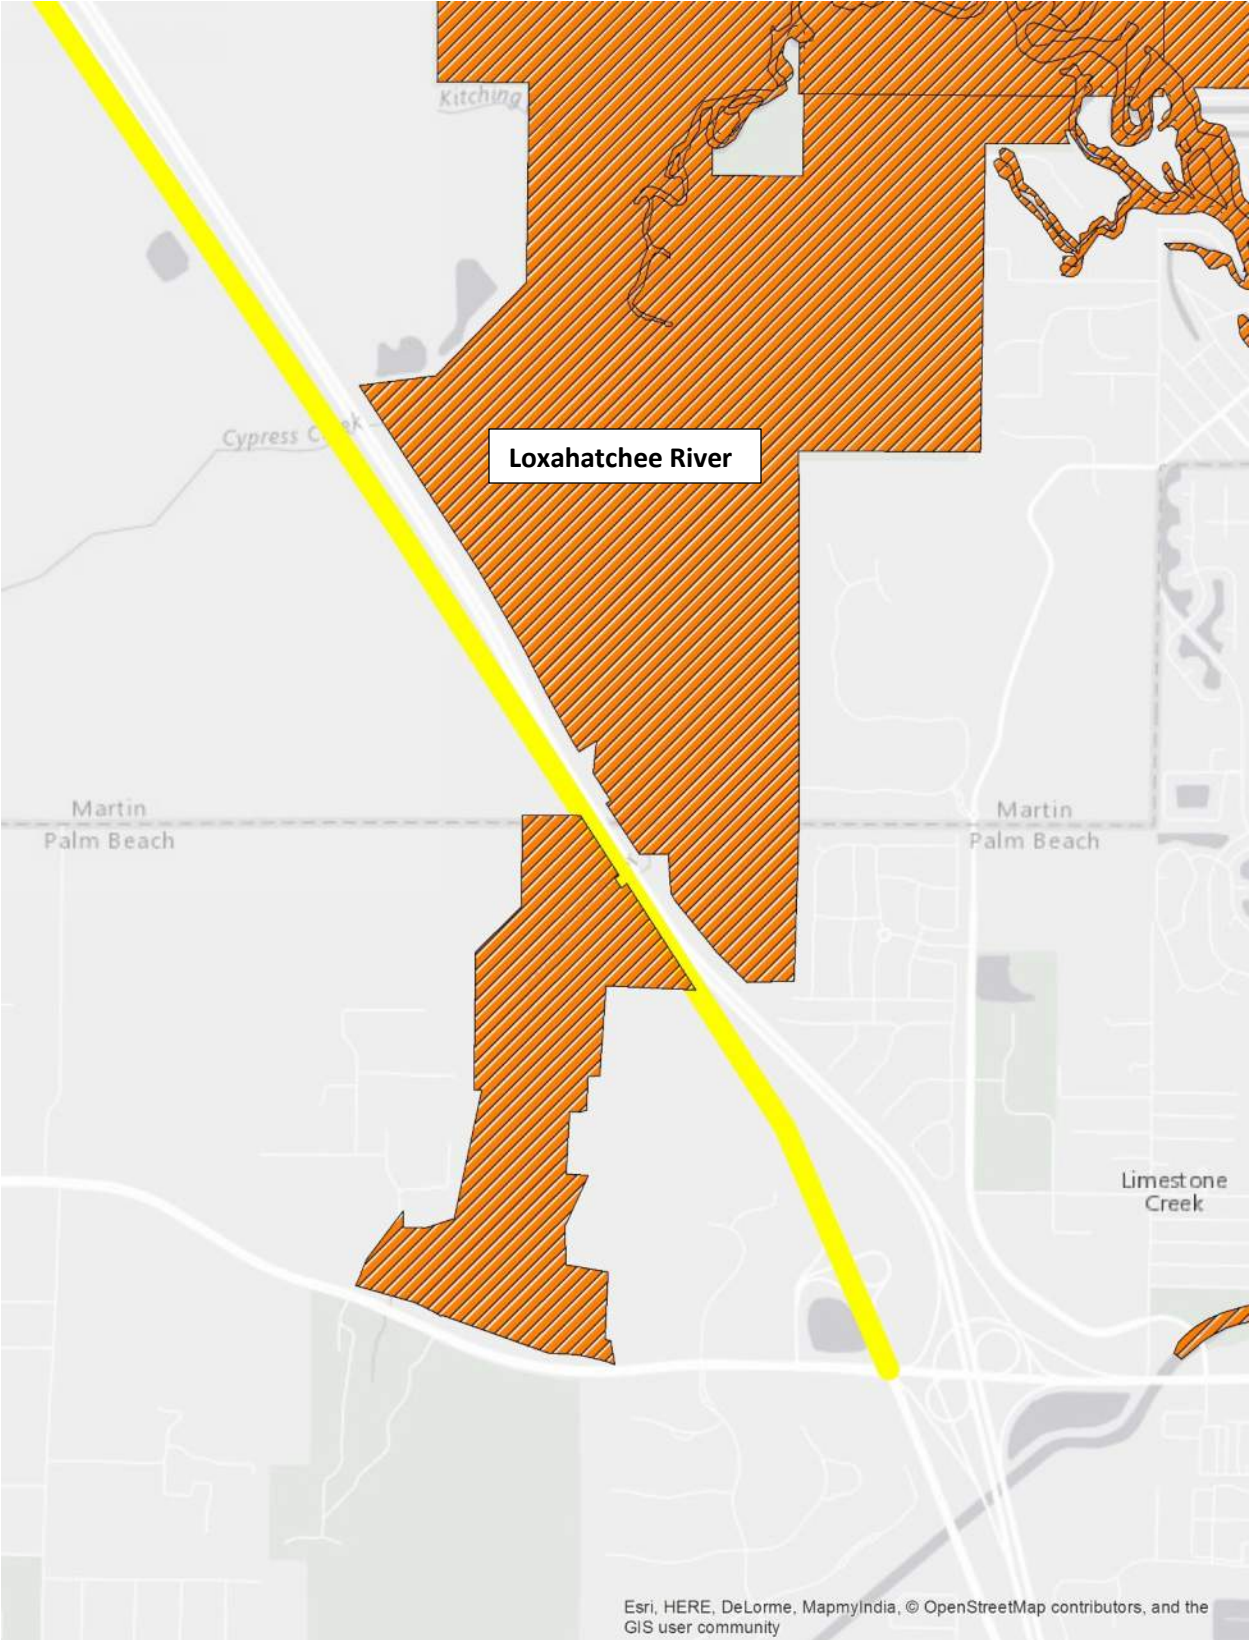 Kitching
Cypress C  ek
Loxahatchee River
Martin
Palm Beach
Martin
Palm Beach
Limestone
Creek
Esri, HERE, DeLorme, MapmyIndia, © OpenStreetMap contributors, and the
GIS user community